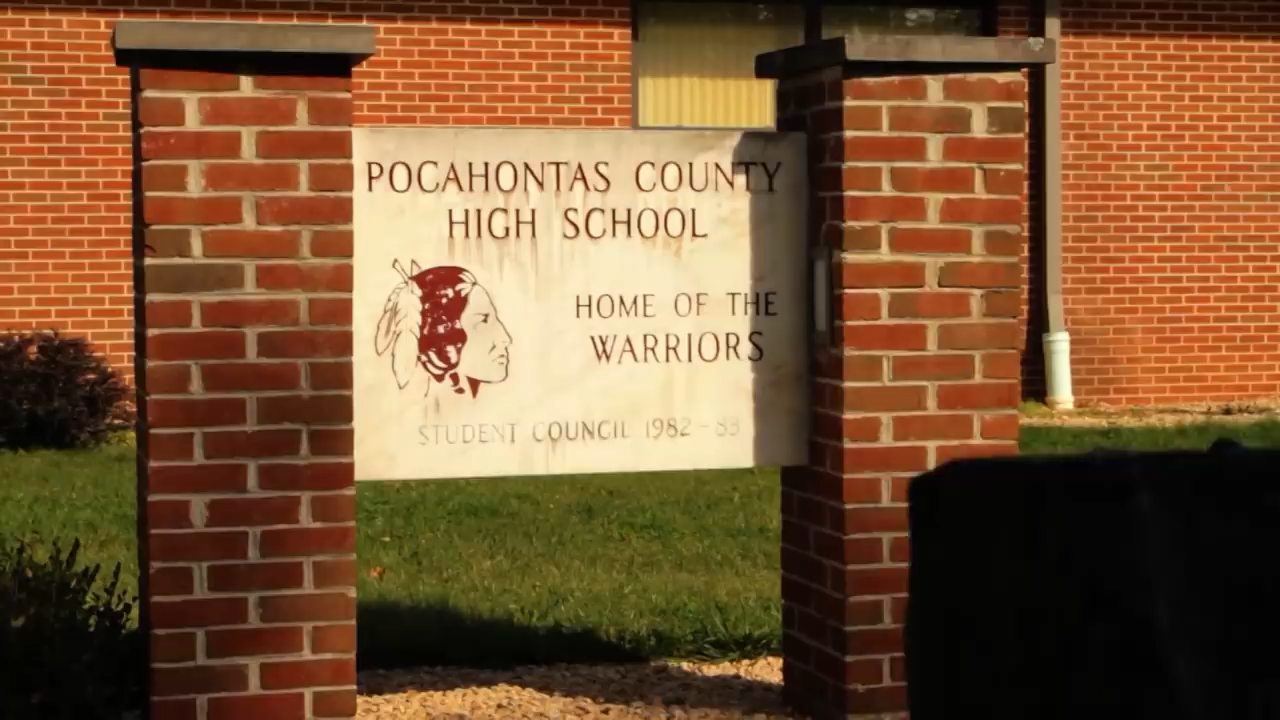 POCAHONTAS COUNTY
HIGH SCHOOL
HOME OF THE
WARRIORS
STUDENT COUNCIL 1982-83